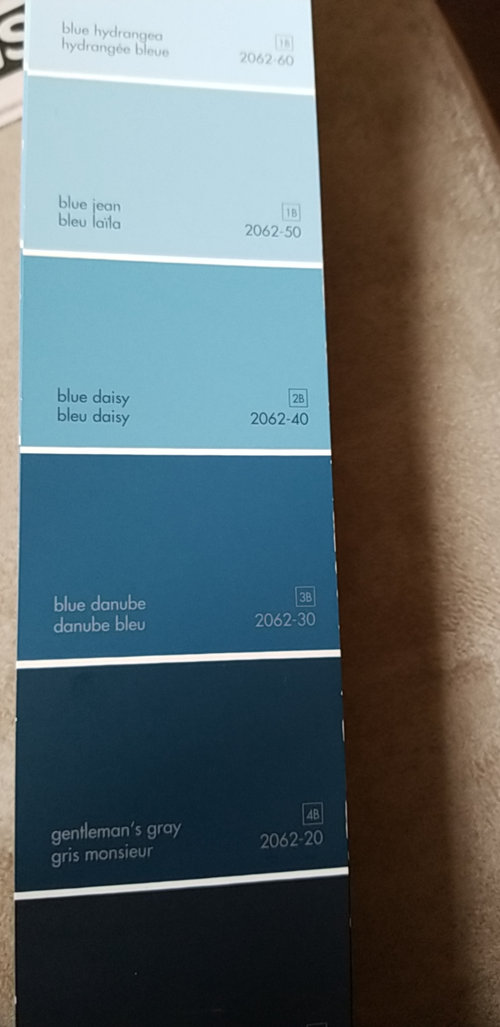 blue hydrangea
hydrangée bleue
1B
2062-60
blue jean
bleu laïla
1B
2062-50
blue daisy
bleu daisy
2B
2062-40
blue danube
danube bleu
3B
2062-30
gentleman's gray
gris monsieur
4B
2062-20